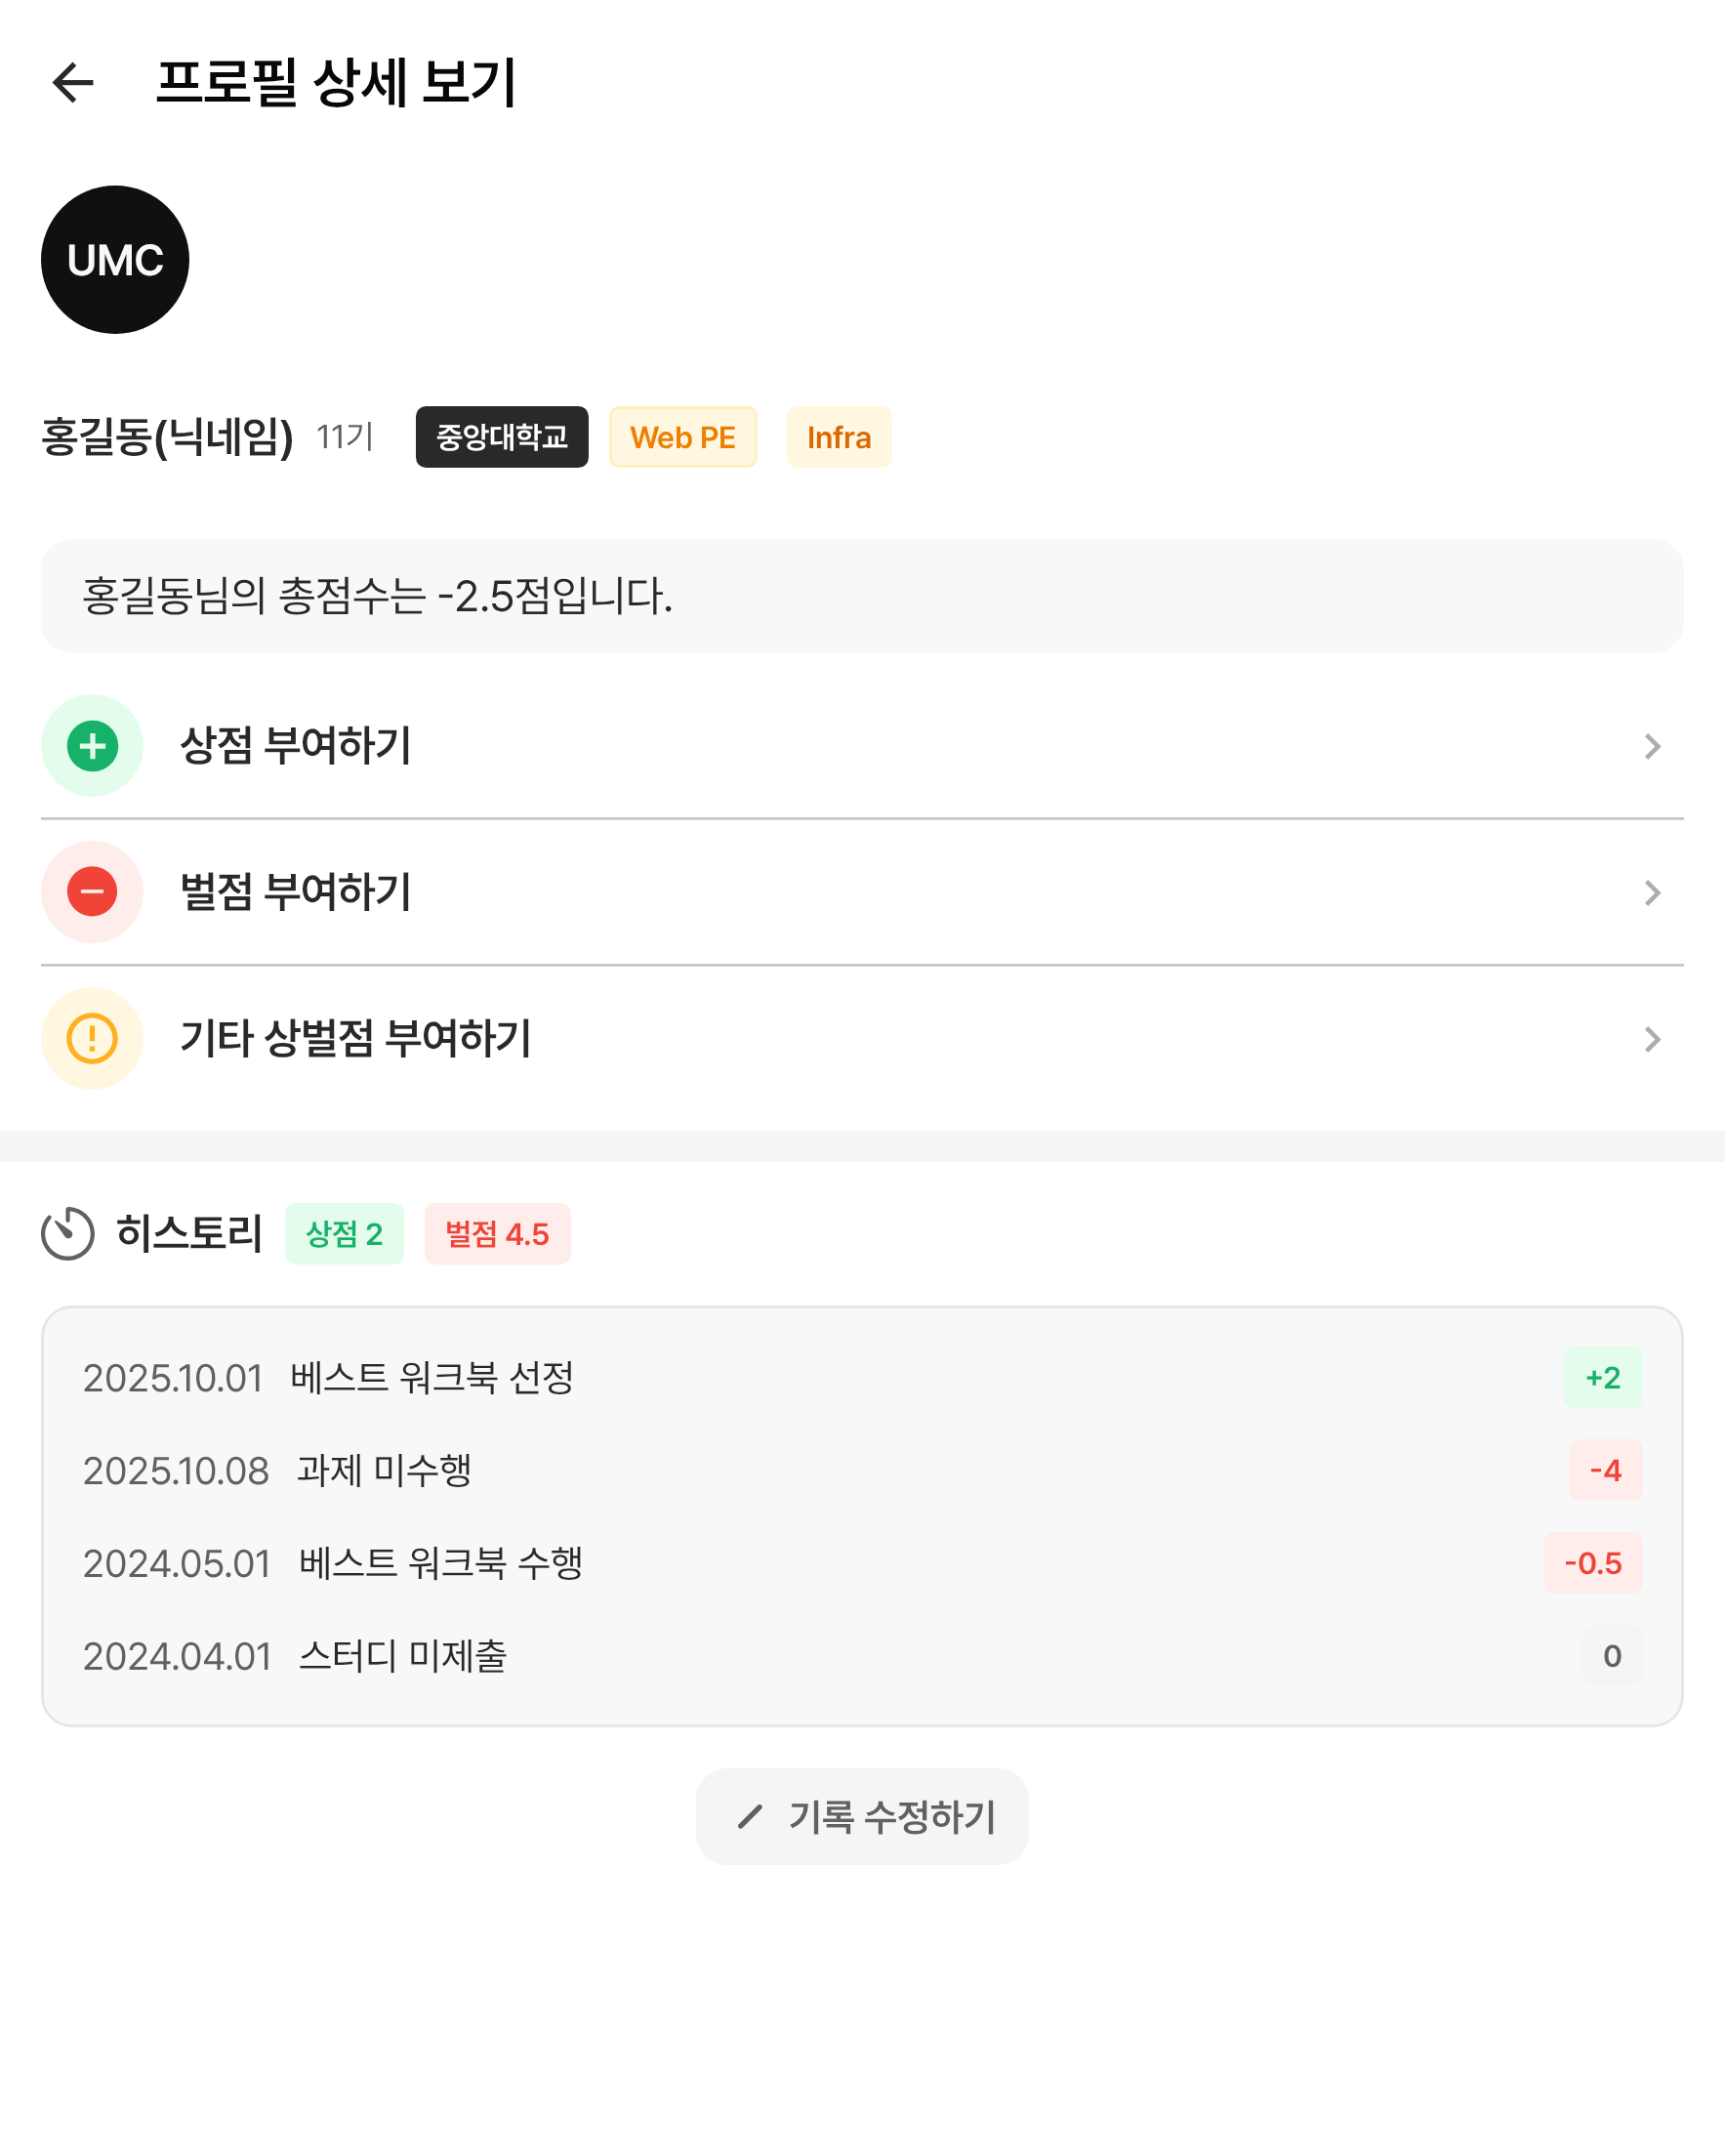 프로필 상세 보기
UMC
홍길동(닉네임) 11기 중앙대학교 Web PE Infra
홍길동님의 총점수는 -2.5점입니다.
상점 부여하기
벌점 부여하기
기타 상벌점 부여하기
히스토리 상점 2 벌점 4.5
2025.10.01 베스트 워크북 선정 +2
2025.10.08 과제 미수행 -4
2024.05.01 베스트 워크북 수행 -0.5
2024.04.01 스터디 미제출 0
기록 수정하기